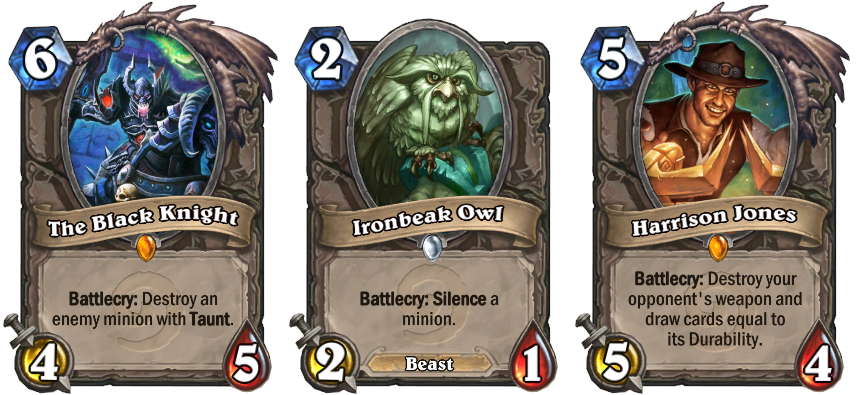 6
The Black Knight
Battlecry: Destroy an
enemy minion with Taunt.
4
5
2
Ironbeak Owl
Battlecry: Silence a
minion.
2
Beast
1
5
Harrison Jones
Battlecry: Destroy your
opponent's weapon and
draw cards equal to
its Durability.
5
4